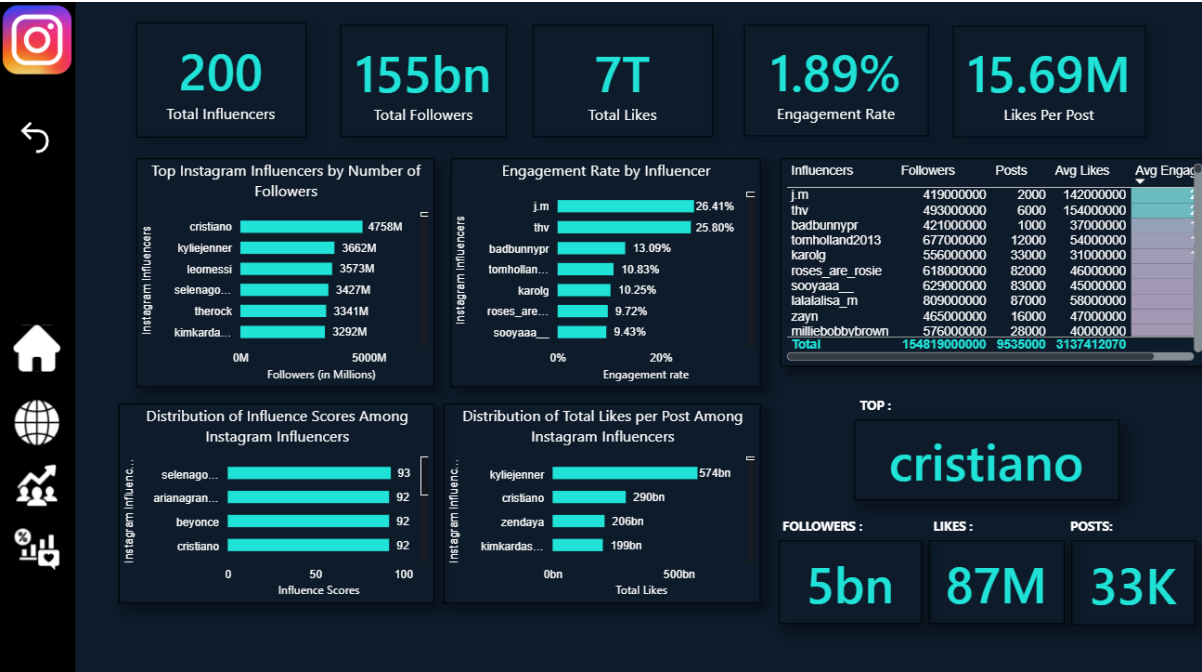 200
Total Influencers
155bn
Total Followers
7T
Total Likes
1.89%
Engagement Rate
15.69M
Likes Per Post
Top Instagram Influencers by Number of
Followers
Instagram Influencers
cristiano 4758M
kyliejenner 3662M
leomessi 3573M
selenago... 3427M
therock 3341M
kimkarda... 3292M
0M 5000M
Followers (in Millions)
Engagement Rate by Influencer
Instagram Influencers
j.m 26.41%
thv 25.80%
badbunnypr 13.09%
tomhollan... 10.83%
karolg 10.25%
roses_are... 9.72%
sooyaaa__ 9.43%
0% 20%
Engagement rate
Influencers Followers Posts Avg Likes Avg Engag
j.m 419000000 2000 142000000
thv 493000000 6000 154000000
badbunnypr 421000000 1000 37000000
tomholland2013 677000000 12000 54000000
karolg 556000000 33000 31000000
roses_are_rosie 618000000 82000 46000000
sooyaaa__ 629000000 83000 45000000
lalalalisa_m 809000000 87000 58000000
zayn 465000000 16000 47000000
milliebobbybrown 576000000 28000 40000000
Total 154819000000 9535000 3137412070
Distribution of Influence Scores Among
Instagram Influencers
Instagram Influenc...
selenago... 93
arianagran... 92
beyonce 92
cristiano 92
0 50 100
Influence Scores
Distribution of Total Likes per Post Among
Instagram Influencers
Instagram Influenc...
kyliejenner 574bn
cristiano 290bn
zendaya 206bn
kimkardas... 199bn
0bn 500bn
Total Likes
TOP :
cristiano
FOLLOWERS :
5bn
LIKES :
87M
POSTS:
33K